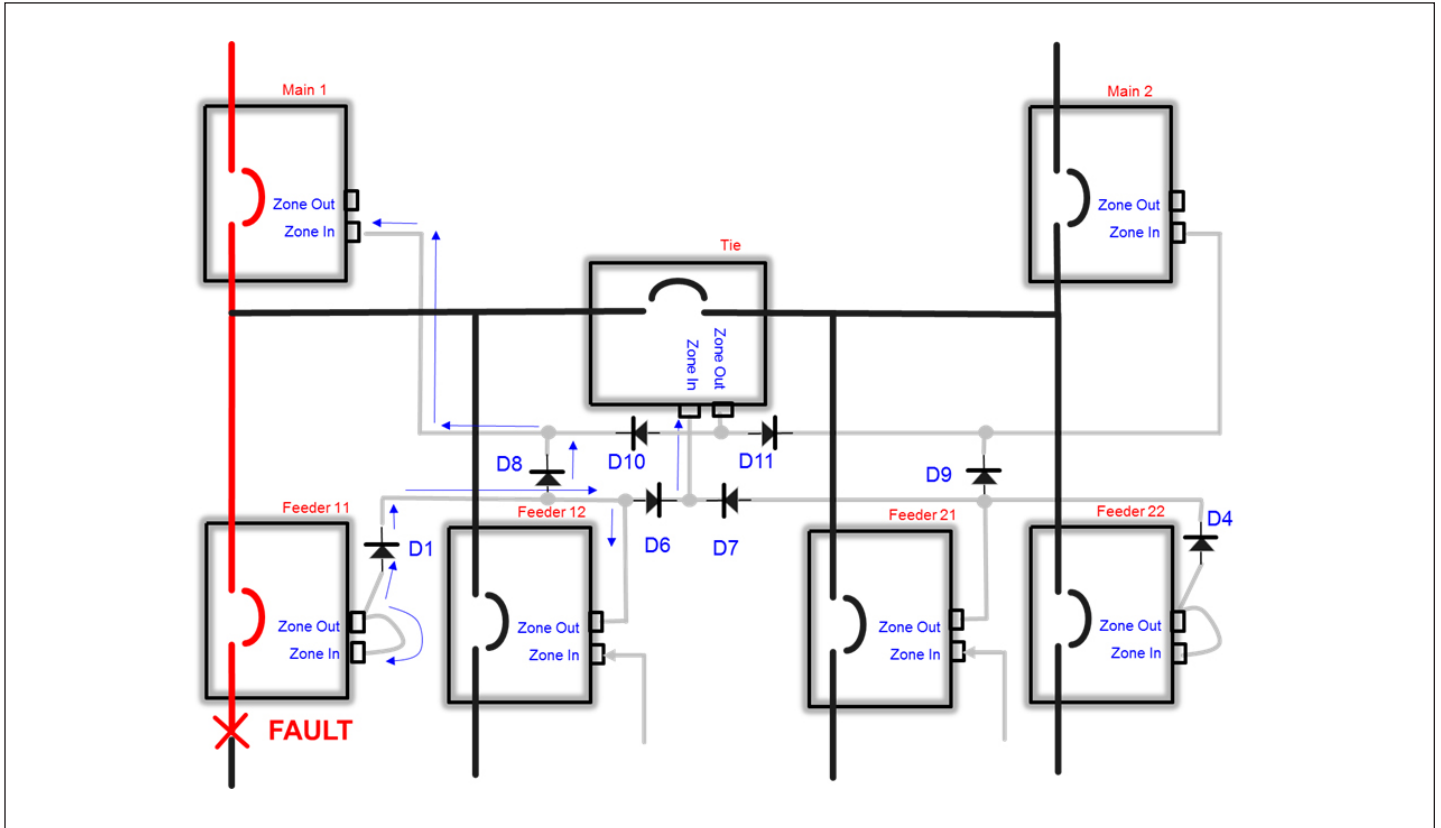 Main 1
Main 2
Zone Out
Zone In
Zone Out
Zone In
Tie
Zone In
Zone Out
D8
D10
D11
D9
Feeder 11
Feeder 12
Feeder 21
Feeder 22
D1
D6
D7
D4
Zone Out
Zone In
Zone Out
Zone In
Zone Out
Zone In
Zone Out
Zone In
FAULT